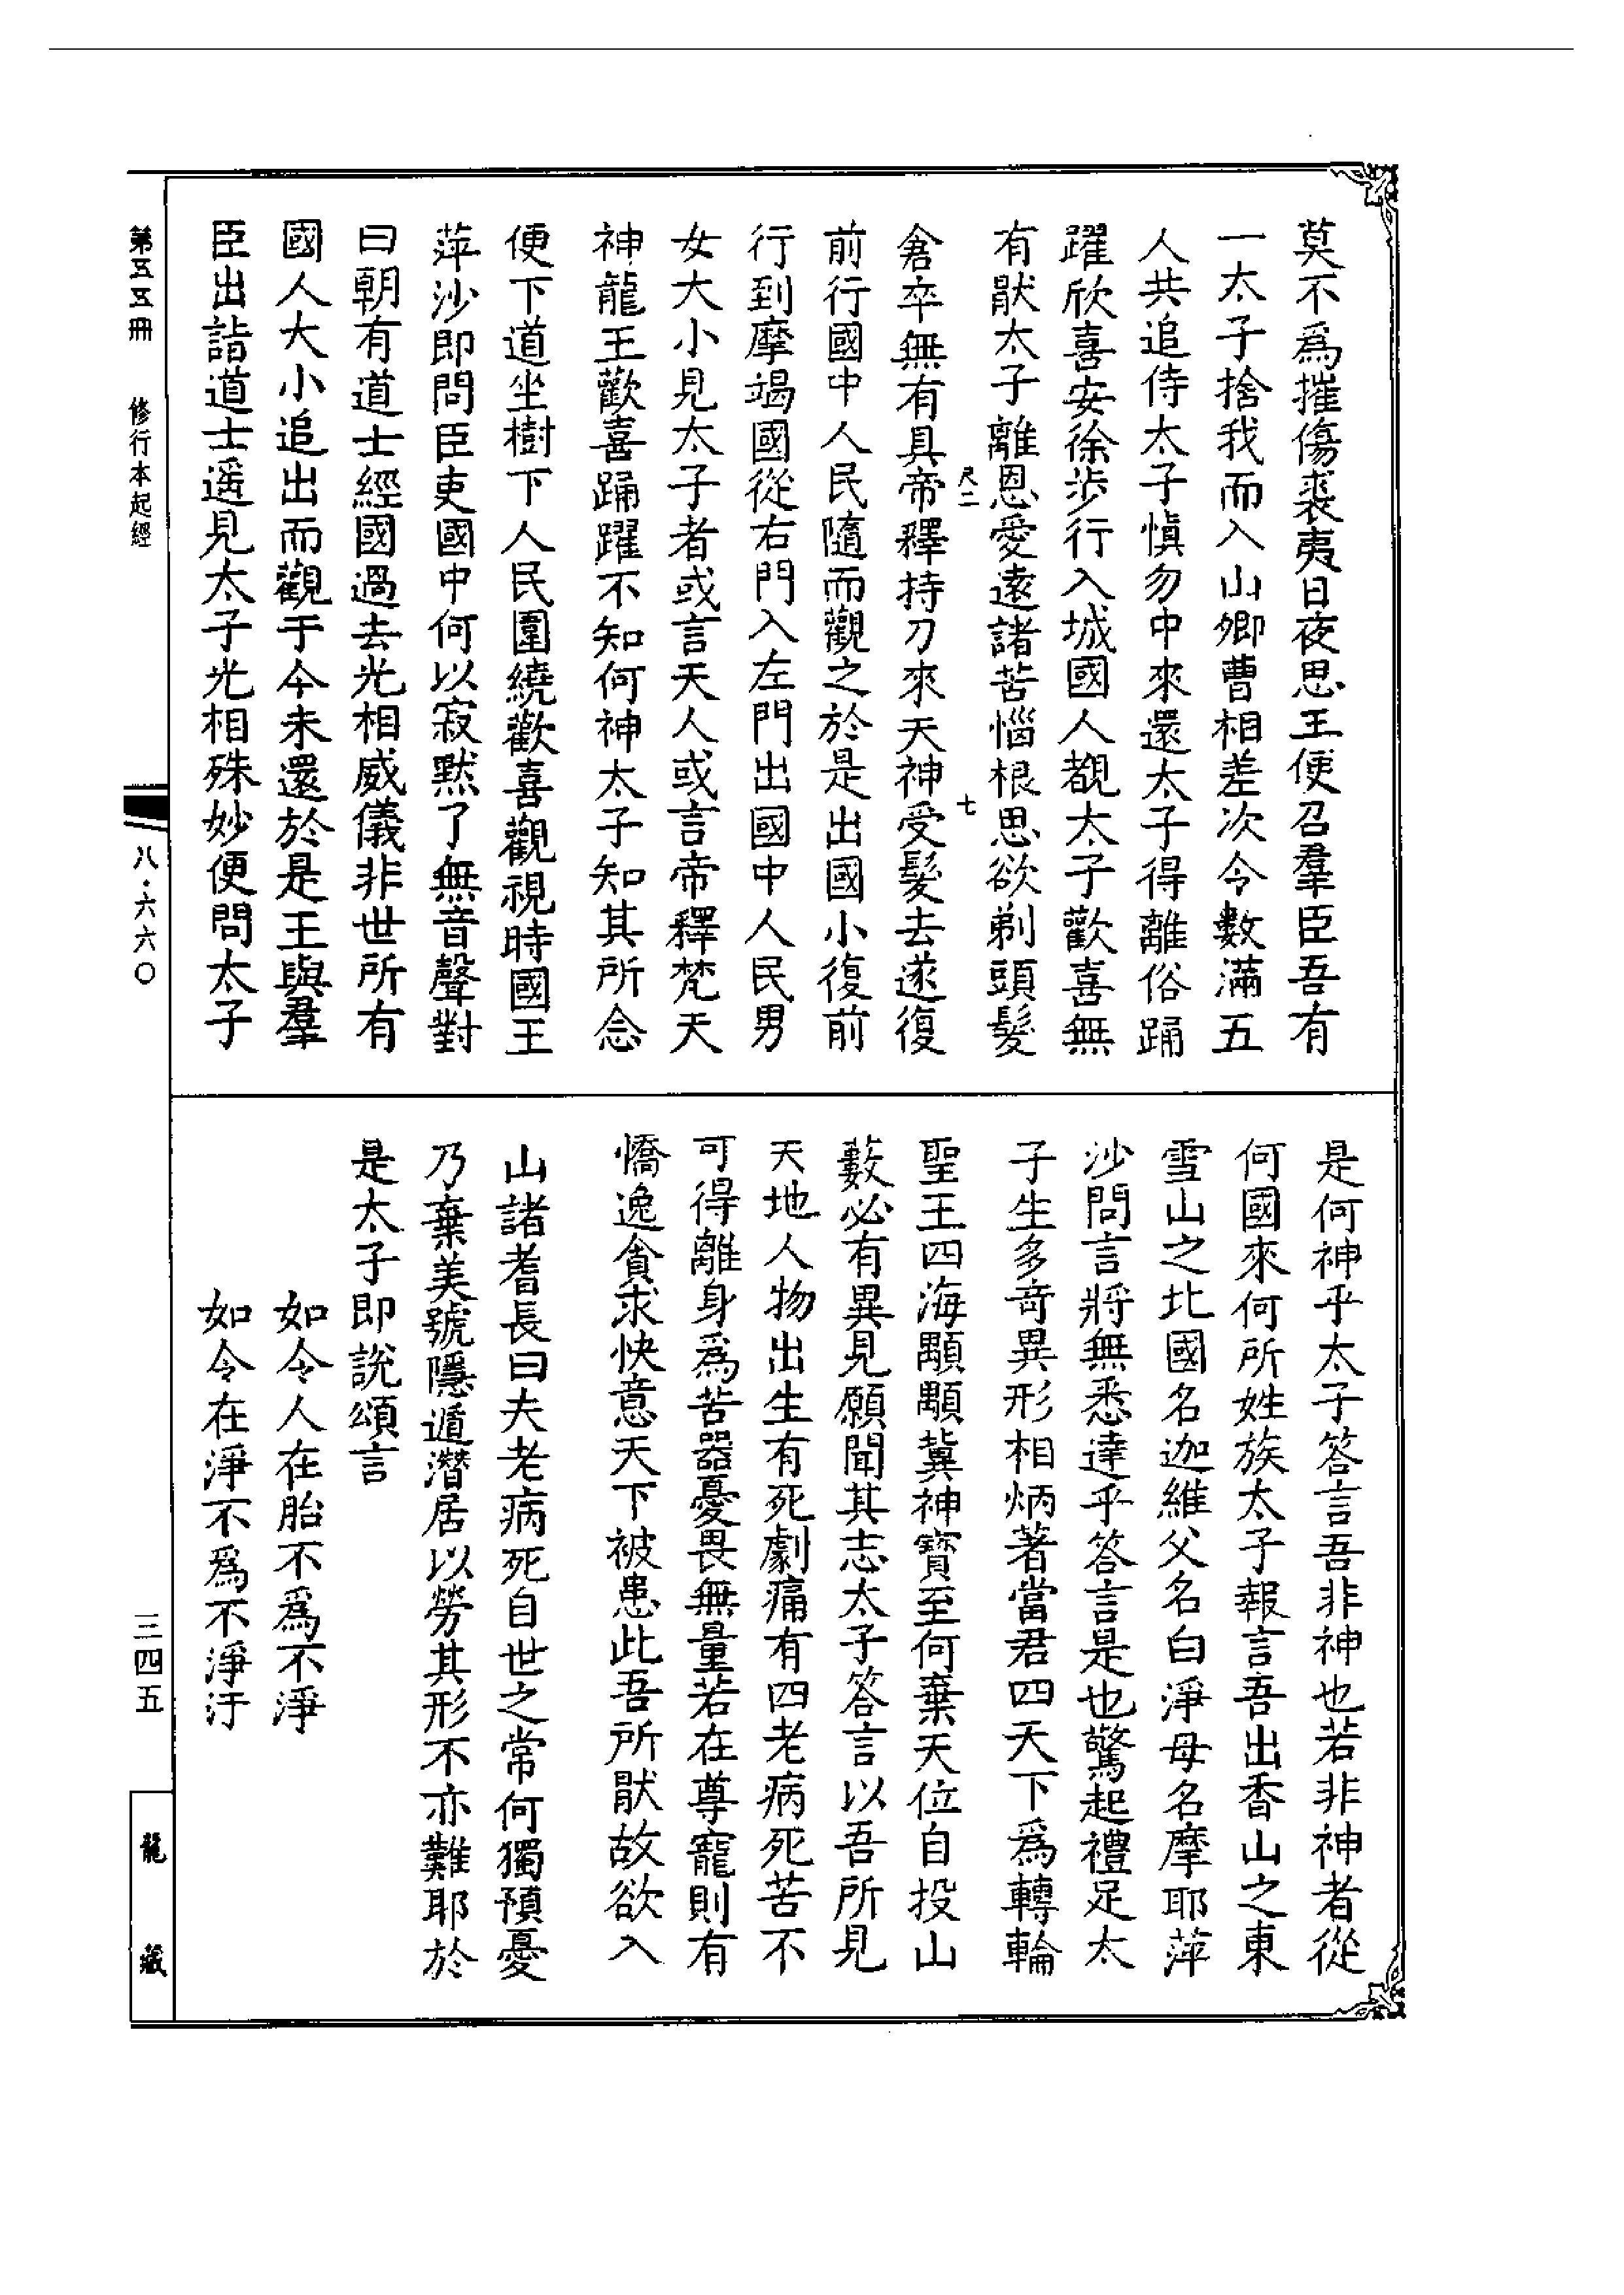 莫不爲摧傷裘夷日夜思王便召羣臣吾有
一太子捨我而入山卿曹相差次令數滿五
人共追侍太子愼勿中來還太子得離俗踊
躍欣喜安徐步行入城國人覩太子歡喜無
有猒太子離恩愛遠諸苦惱根思欲剃頭髮
尺二　七
倉卒無有具帝釋持刀來天神受髮去遂復
前行國中人民隨而觀之於是出國小復前
行到摩竭國從右門入左門出國中人民男
女大小見太子者或言天人或言帝釋梵天
神龍王歡喜踊躍不知何神太子知其所念
便下道坐樹下人民圍繞歡喜觀視時國王
萍沙即問臣吏國中何以寂黙了無音聲對
曰朝有道士經國過去光相威儀非世所有
國人大小追出而觀于今未還於是王與羣
臣出詣道士遥見太子光相殊妙便問太子
是何神乎太子答言吾非神也若非神者從
何國來何所姓族太子報言吾出香山之東
雪山之北國名迦維父名白淨母名摩耶萍
沙問言將無悉達乎答言是也驚起禮足太
子生多奇異形相炳著當君四天下爲轉輪
聖王四海顒顒冀神寶至何棄天位自投山
藪必有異見願聞其志太子答言以吾所見
天地人物出生有死劇痛有四老病死苦不
可得離身爲苦器憂畏無量若在尊寵則有
憍逸貪求快意天下被患此吾所猒故欲入
山諸耆長曰夫老病死自世之常何獨預憂
乃棄美號隱遁潛居以勞其形不亦難耶於
是太子即說頌言
如令人在胎不爲不淨
如令在淨不爲不淨汙
第五五冊　修行本起經
八·六六〇
三四五
龍藏